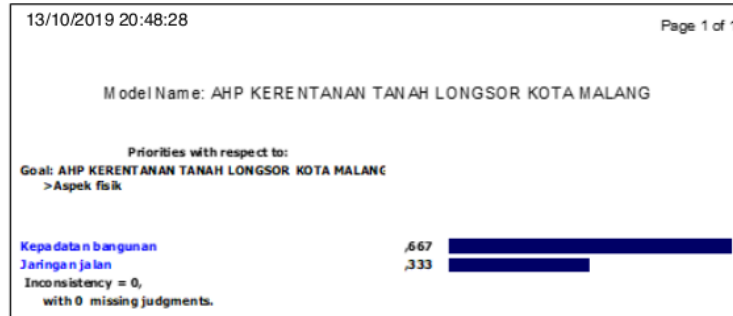 13/10/2019 20:48:28
Page 1 of 1
Model Name: AHP KERENTANAN TANAH LONGSOR KOTA MALANG
Priorities with respect to:
Goal: AHP KERENTANAN TANAH LONGSOR KOTA MALANG
>Aspek fisik
Kepadatan bangunan ,667
Jaringan jalan ,333
Inconsistency = 0,
with 0 missing judgments.